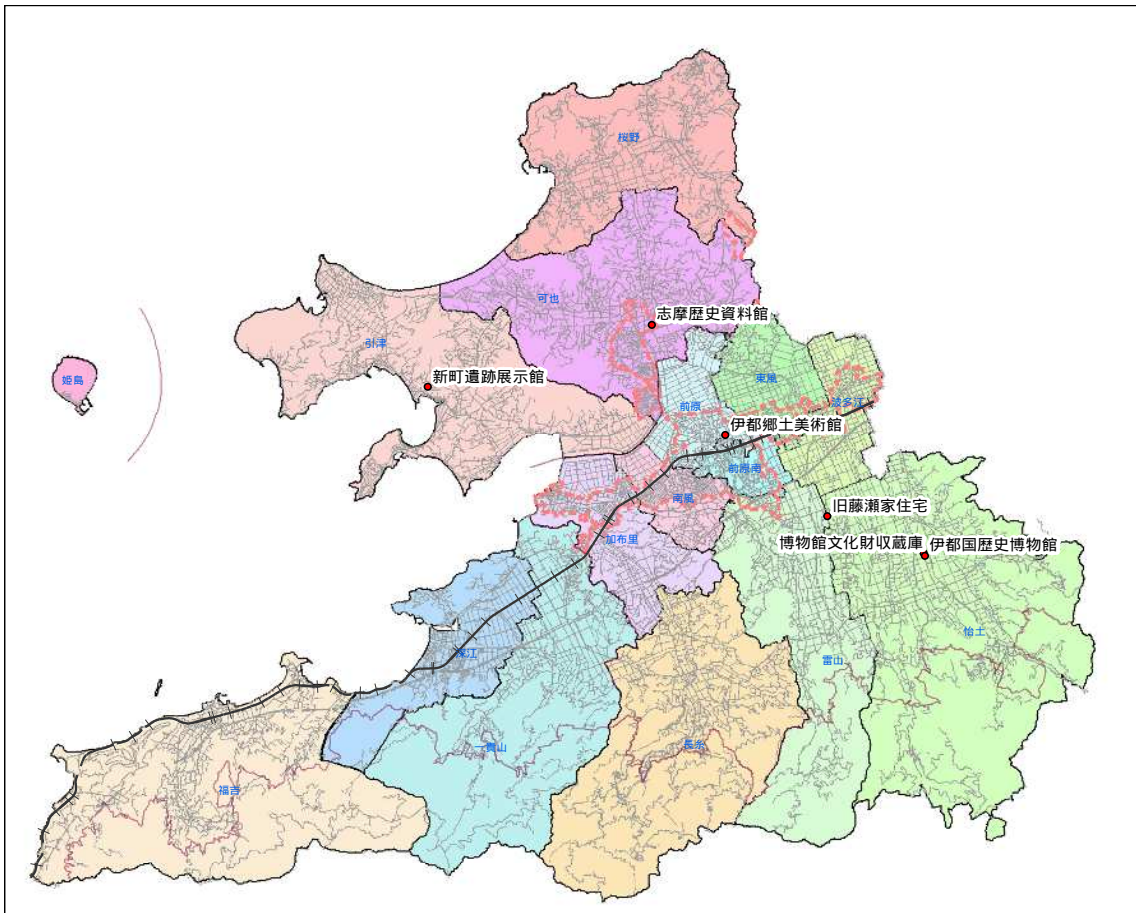 桜野
可也
志摩歴史資料館
引津
姫島
新町遺跡展示館
東風
波多江
前原
伊都郷土美術館
前原南
南風
旧藤瀬家住宅
加布里
博物館文化財収蔵庫
伊都国歴史博物館
怡土
深江
雷山
一貴山
長糸
福吉